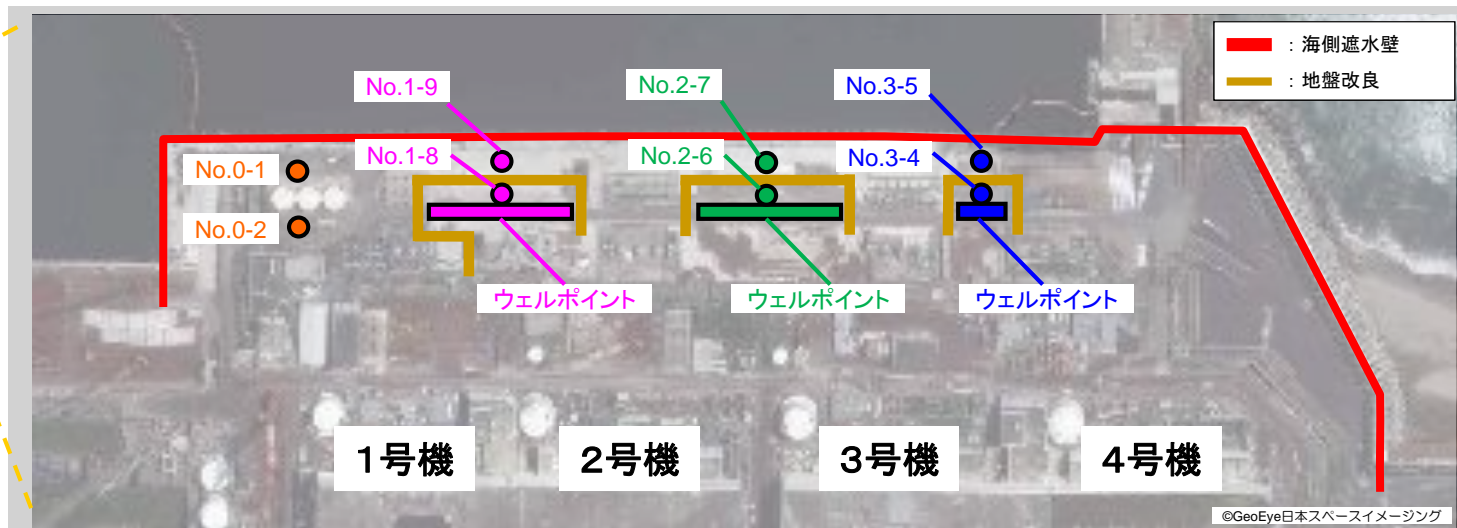 ：海側遮水壁
：地盤改良
No.1-9
No.2-7
No.3-5
No.0-1
No.1-8
No.2-6
No.3-4
No.0-2
ウェルポイント
ウェルポイント
ウェルポイント
１号機
２号機
３号機
４号機
©GeoEye日本スペースイメージング